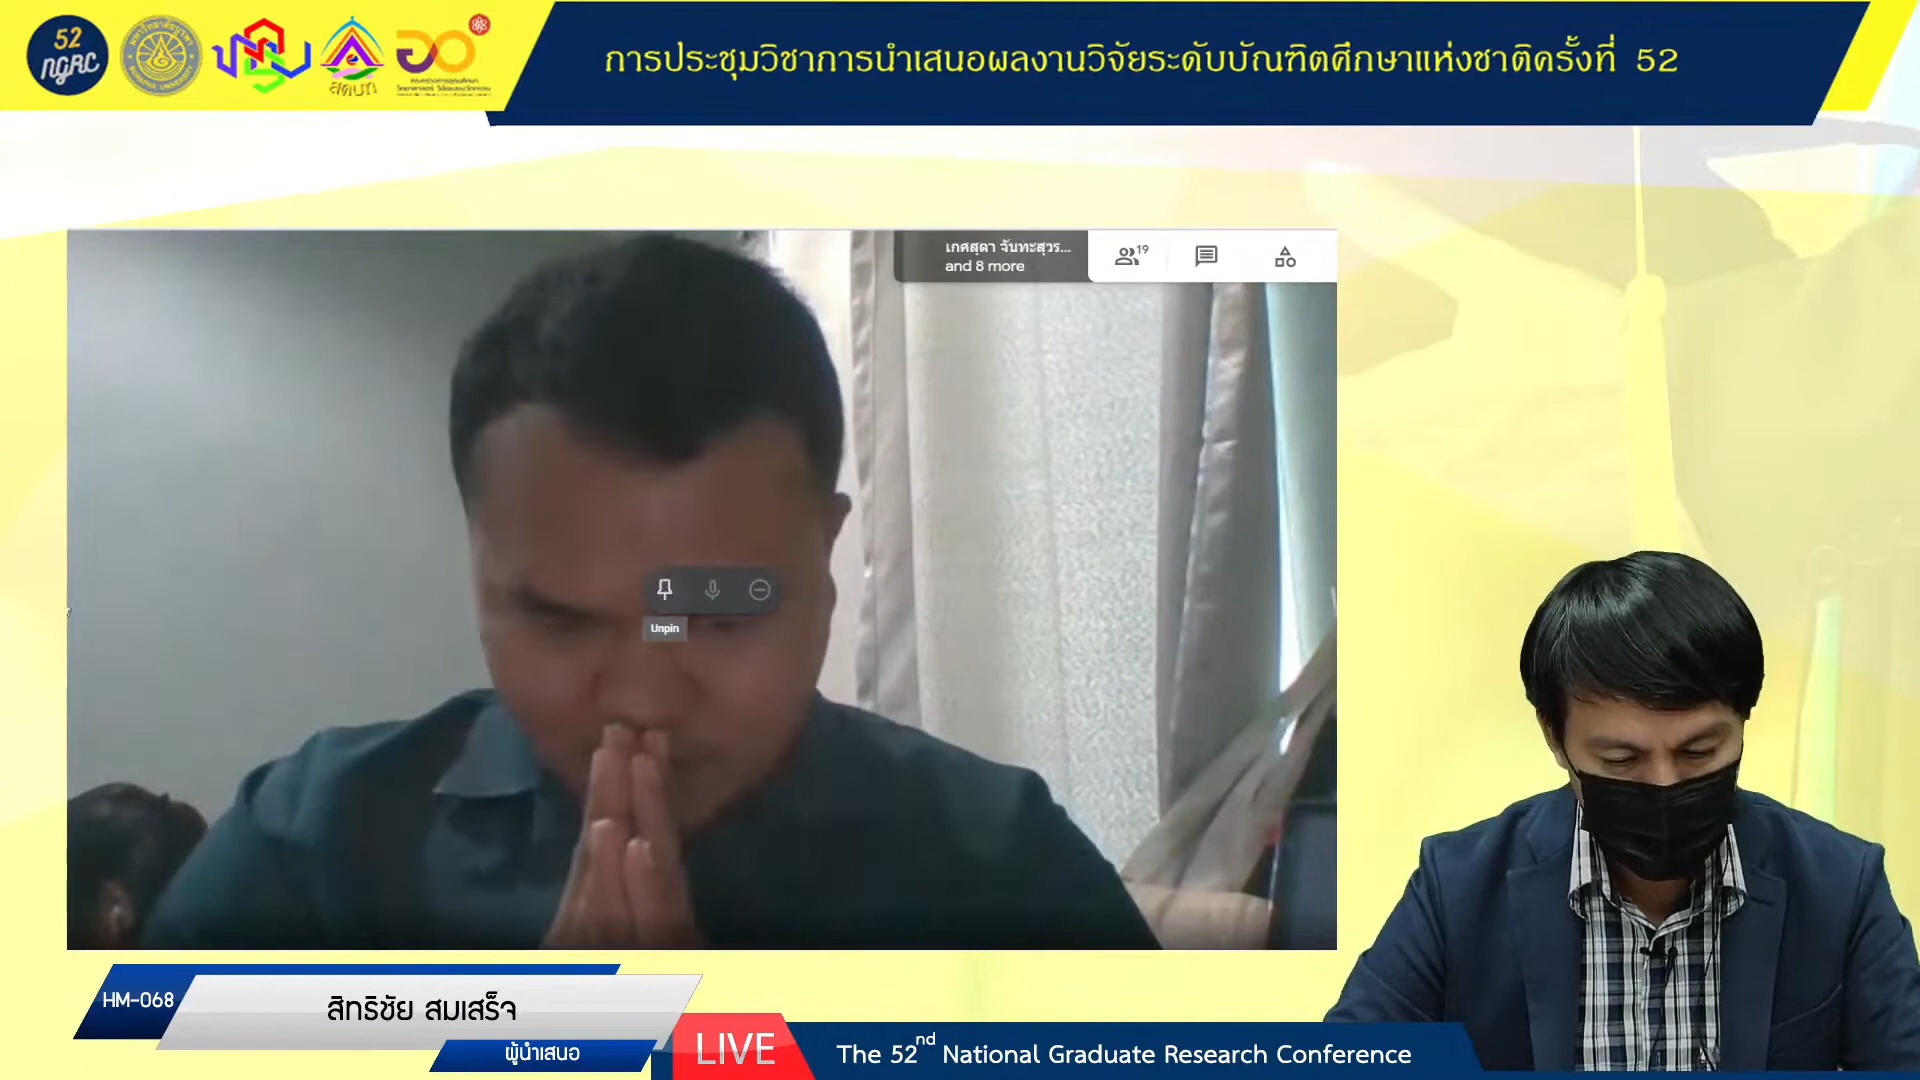 52
NGRC
สคบท
การประชุมวิชาการนำเสนอผลงานวิจัยระดับบัณฑิตศึกษาแห่งชาติครั้งที่ 52
เกศสุดา จันทะสุวร...
and 8 more
19
Unpin
HM-068
สิทธิชัย สมเสร็จ
ผู้นำเสนอ
LIVE
The 52nd National Graduate Research Conference